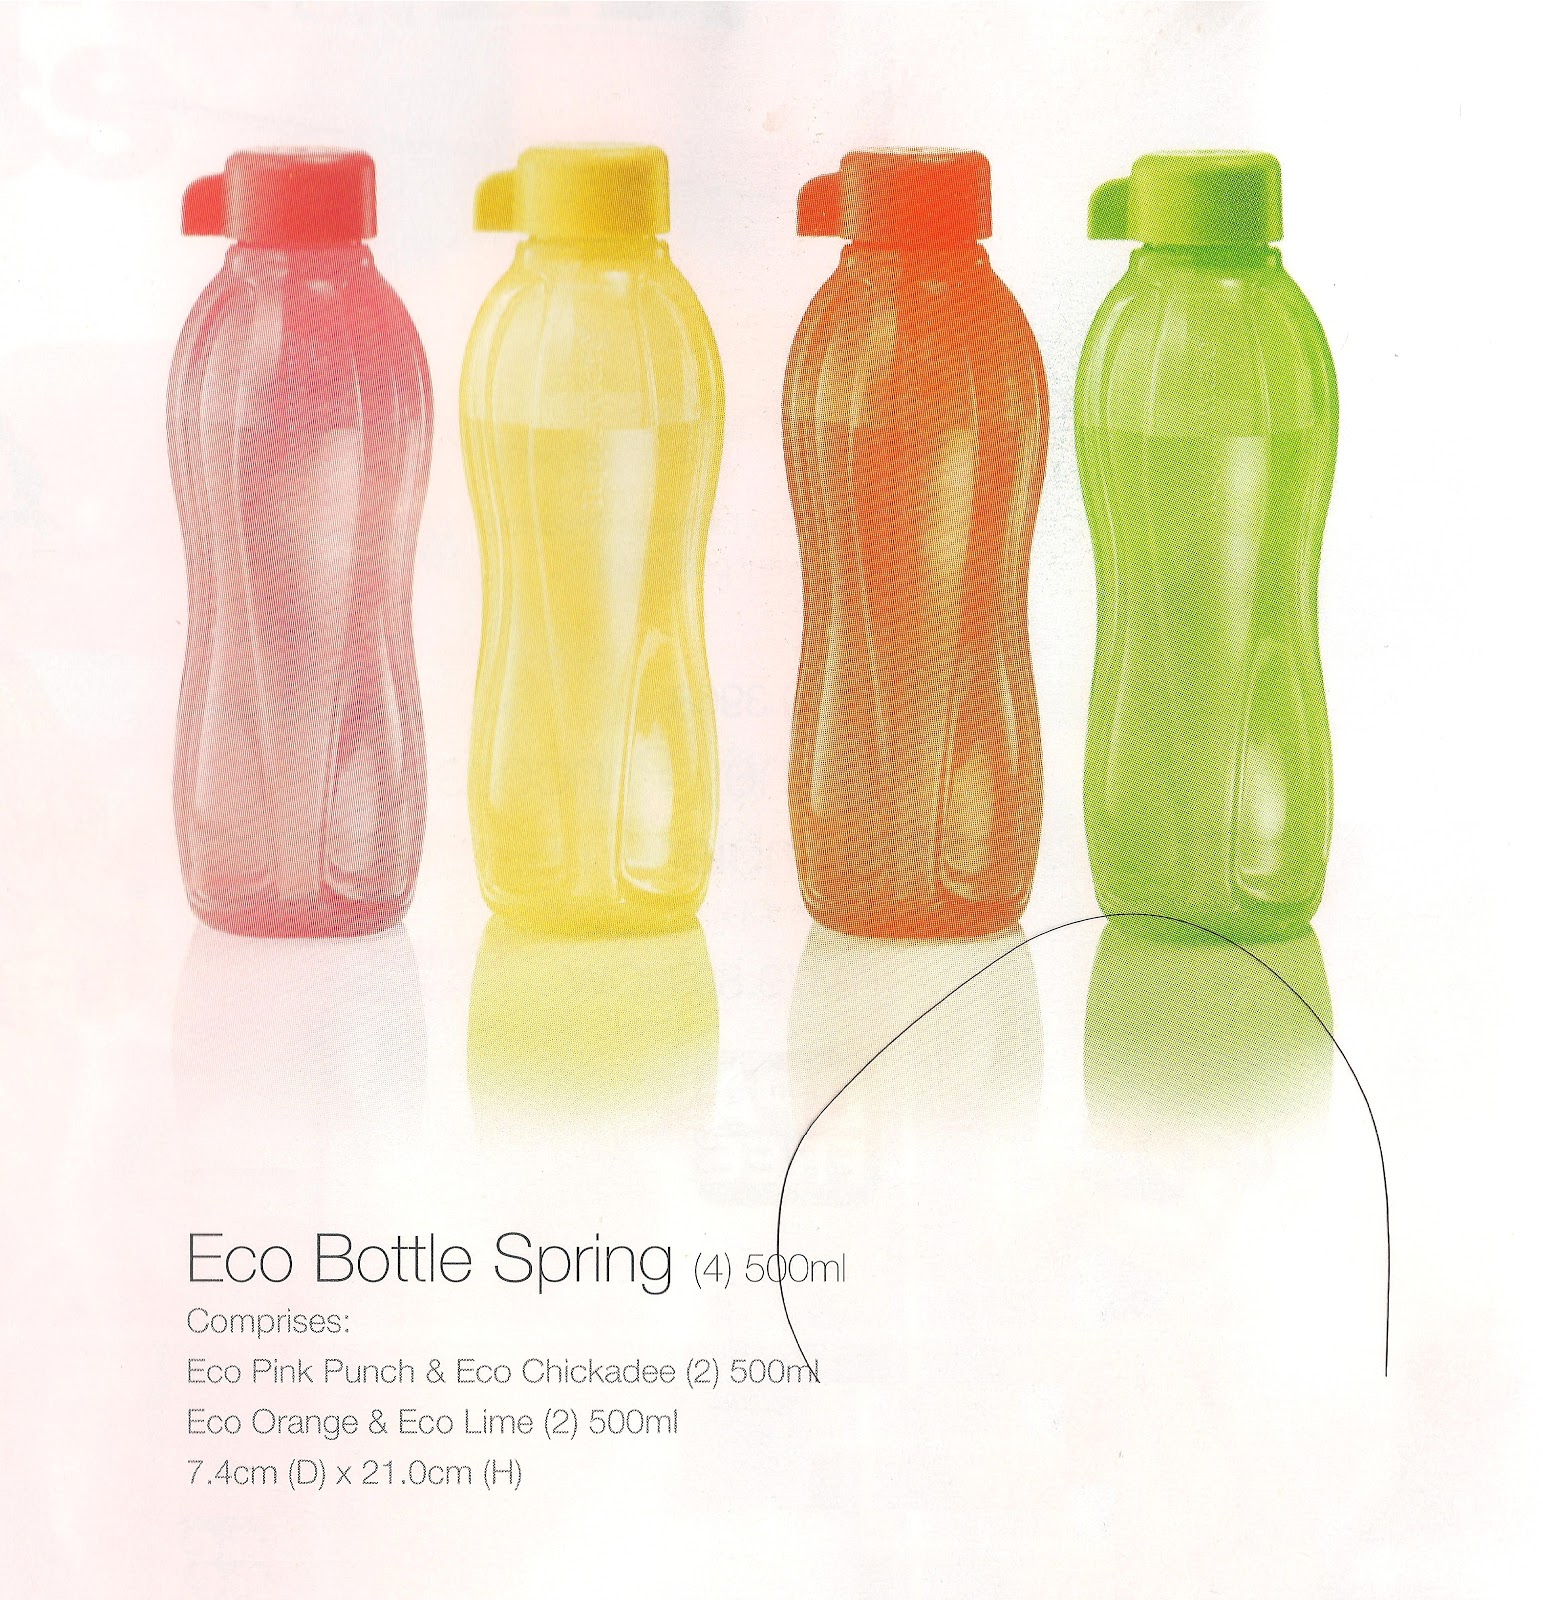 Eco Bottle Spring (4) 500ml
Comprises:
Eco Pink Punch & Eco Chickadee (2) 500ml
Eco Orange & Eco Lime (2) 500ml
7.4cm (D) x 21.0cm (H)